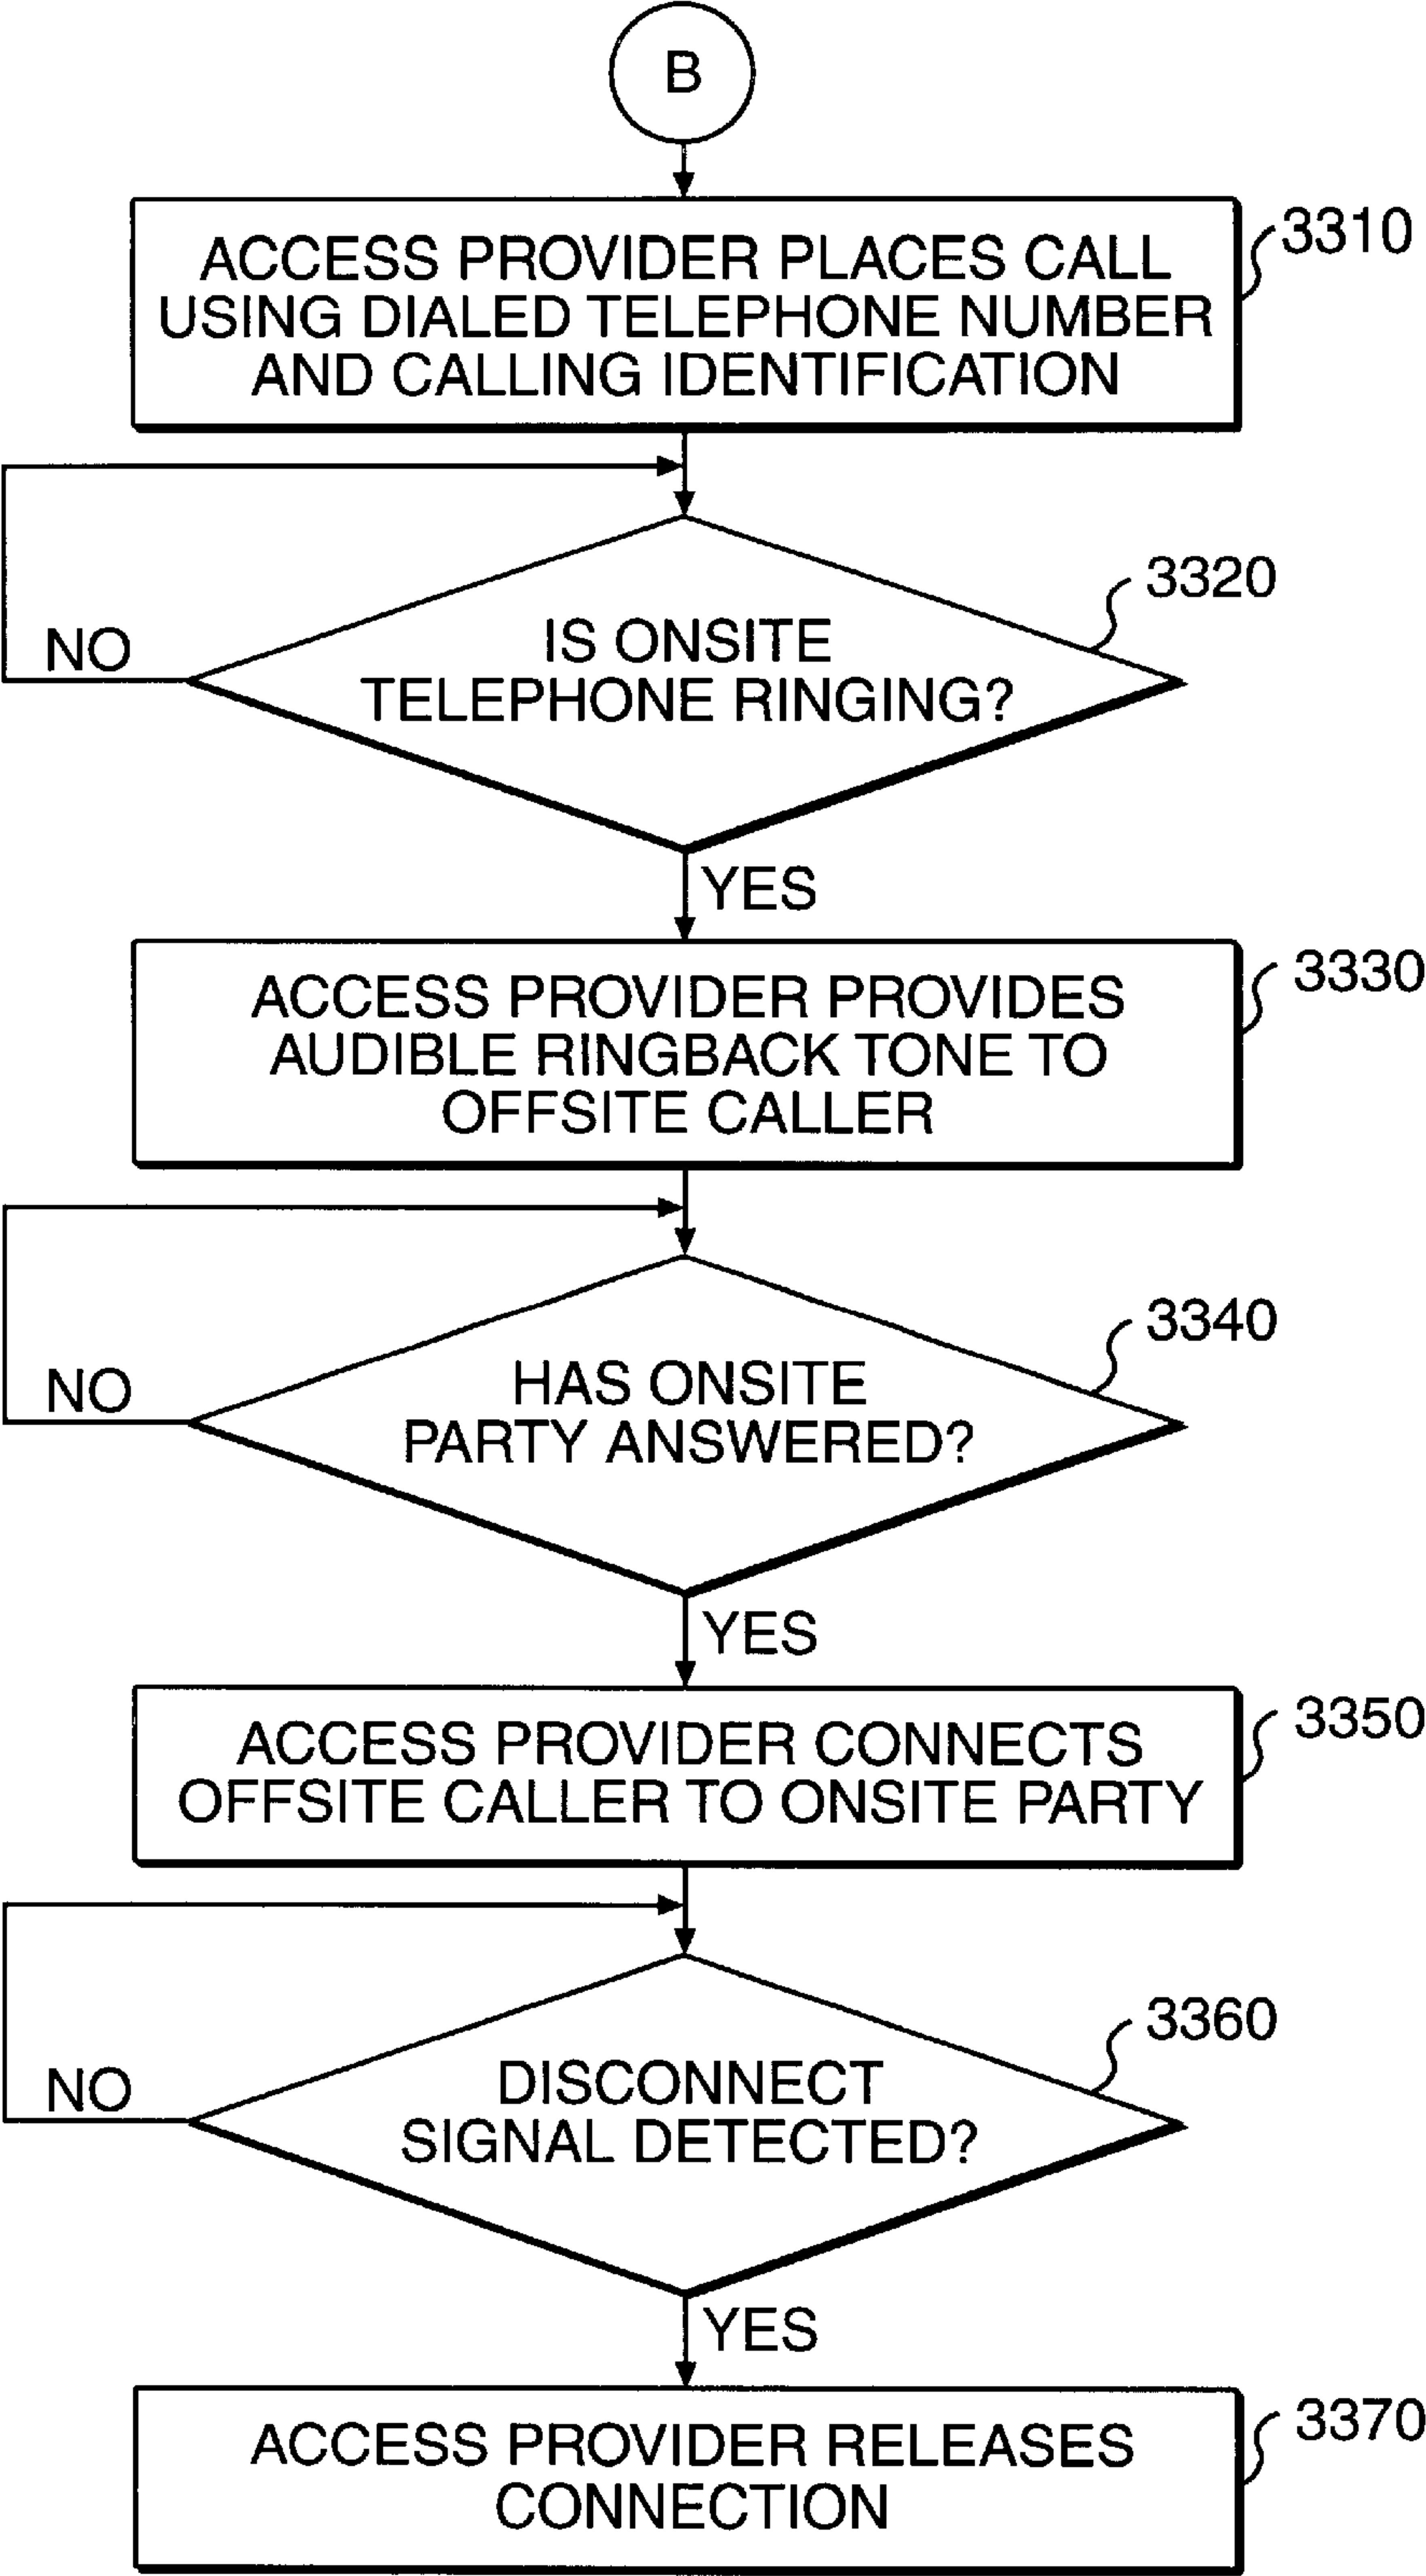 B
ACCESS PROVIDER PLACES CALL
USING DIALED TELEPHONE NUMBER
AND CALLING IDENTIFICATION
3310
IS ONSITE
TELEPHONE RINGING?
3320
NO
YES
ACCESS PROVIDER PROVIDES
AUDIBLE RINGBACK TONE TO
OFFSITE CALLER
3330
HAS ONSITE
PARTY ANSWERED?
3340
NO
YES
ACCESS PROVIDER CONNECTS
OFFSITE CALLER TO ONSITE PARTY
3350
DISCONNECT
SIGNAL DETECTED?
3360
NO
YES
ACCESS PROVIDER RELEASES
CONNECTION
3370